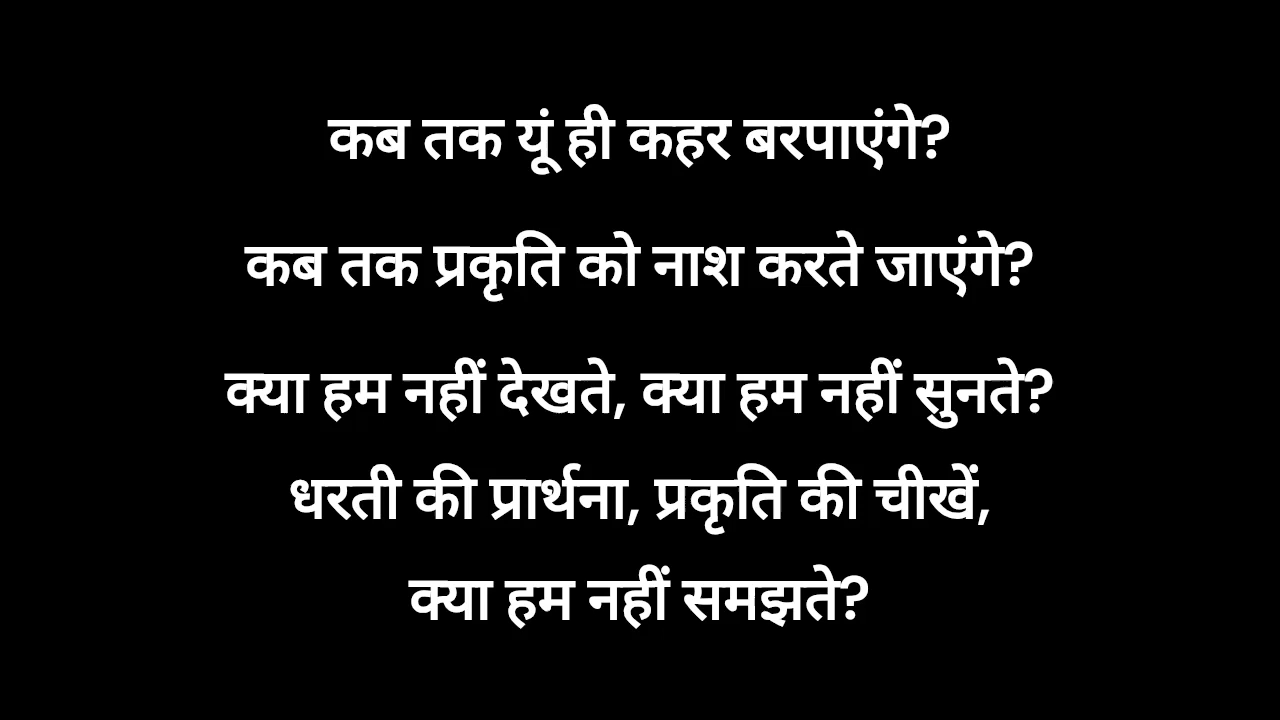 कब तक यूं ही कहर बरपाएंगे?
कब तक प्रकृति को नाश करते जाएंगे?
क्या हम नहीं देखते, क्या हम नहीं सुनते?
धरती की प्रार्थना, प्रकृति की चीखें,
क्या हम नहीं समझते?